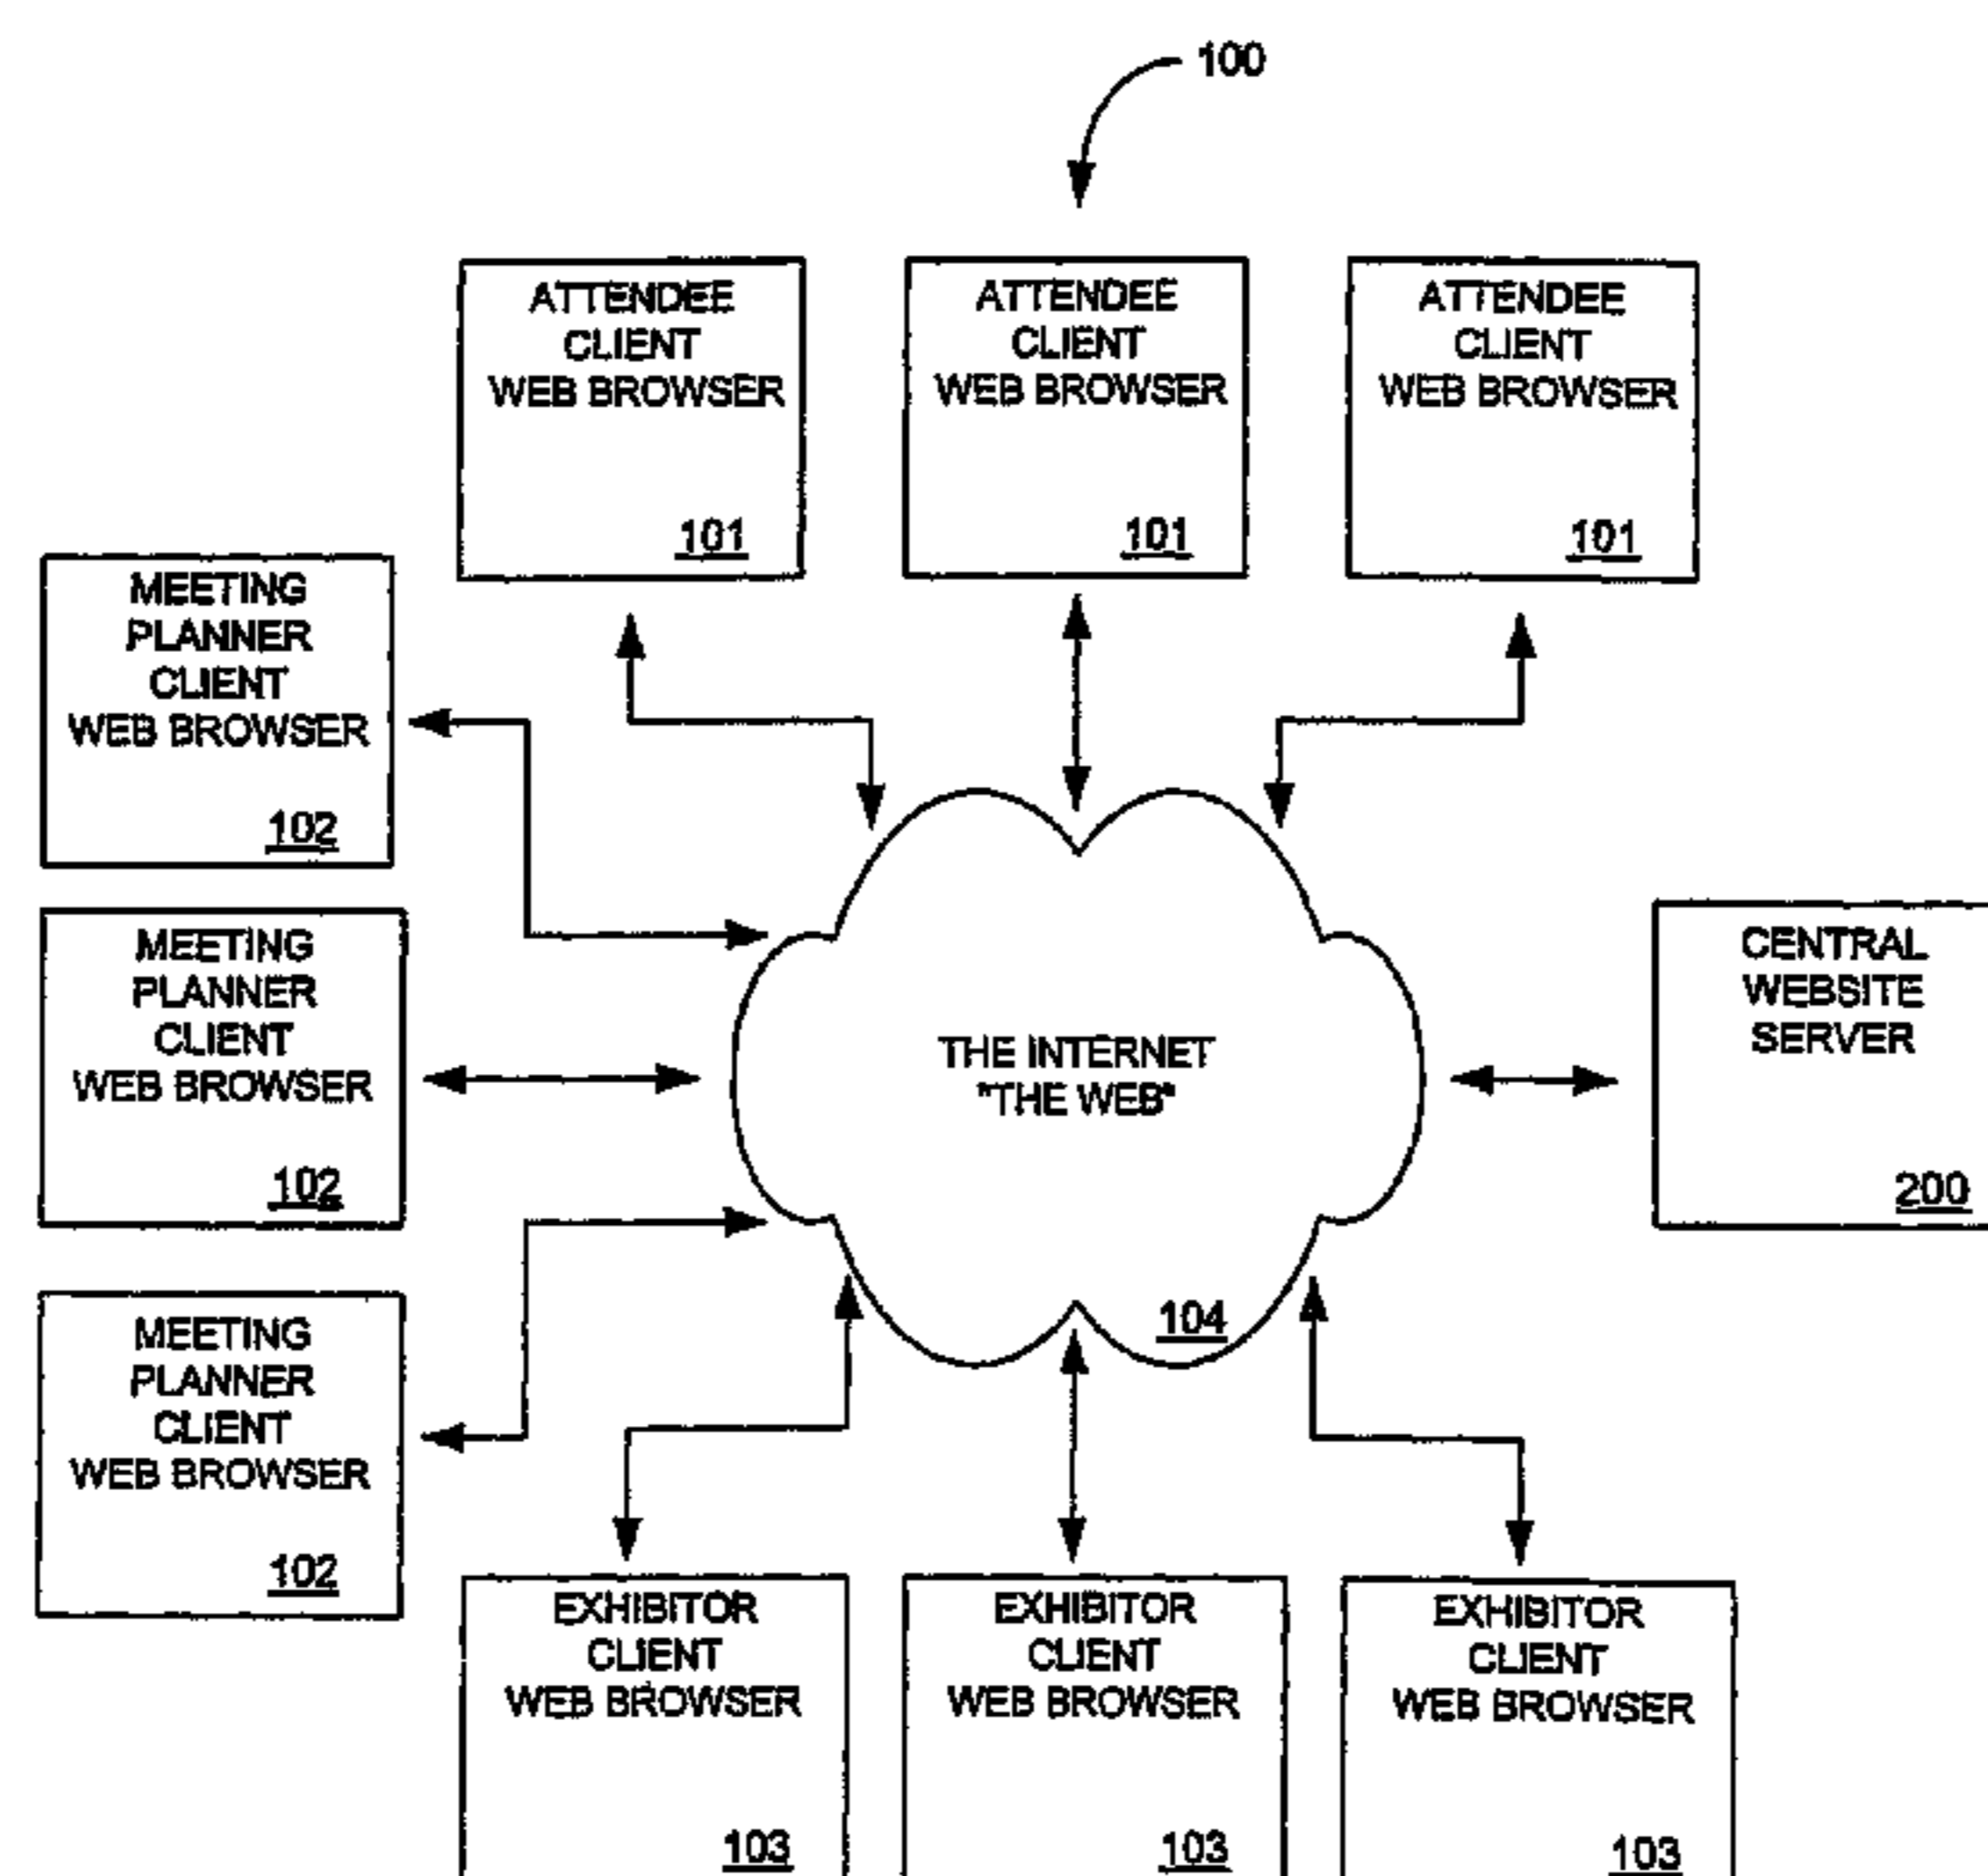 100
ATTENDEE
CLIENT
WEB BROWSER
101
ATTENDEE
CLIENT
WEB BROWSER
101
ATTENDEE
CLIENT
WEB BROWSER
101
MEETING
PLANNER
CLIENT
WEB BROWSER
102
MEETING
PLANNER
CLIENT
WEB BROWSER
102
MEETING
PLANNER
CLIENT
WEB BROWSER
102
THE INTERNET
"THE WEB"
104
CENTRAL
WEBSITE
SERVER
200
EXHIBITOR
CLIENT
WEB BROWSER
103
EXHIBITOR
CLIENT
WEB BROWSER
103
EXHIBITOR
CLIENT
WEB BROWSER
103